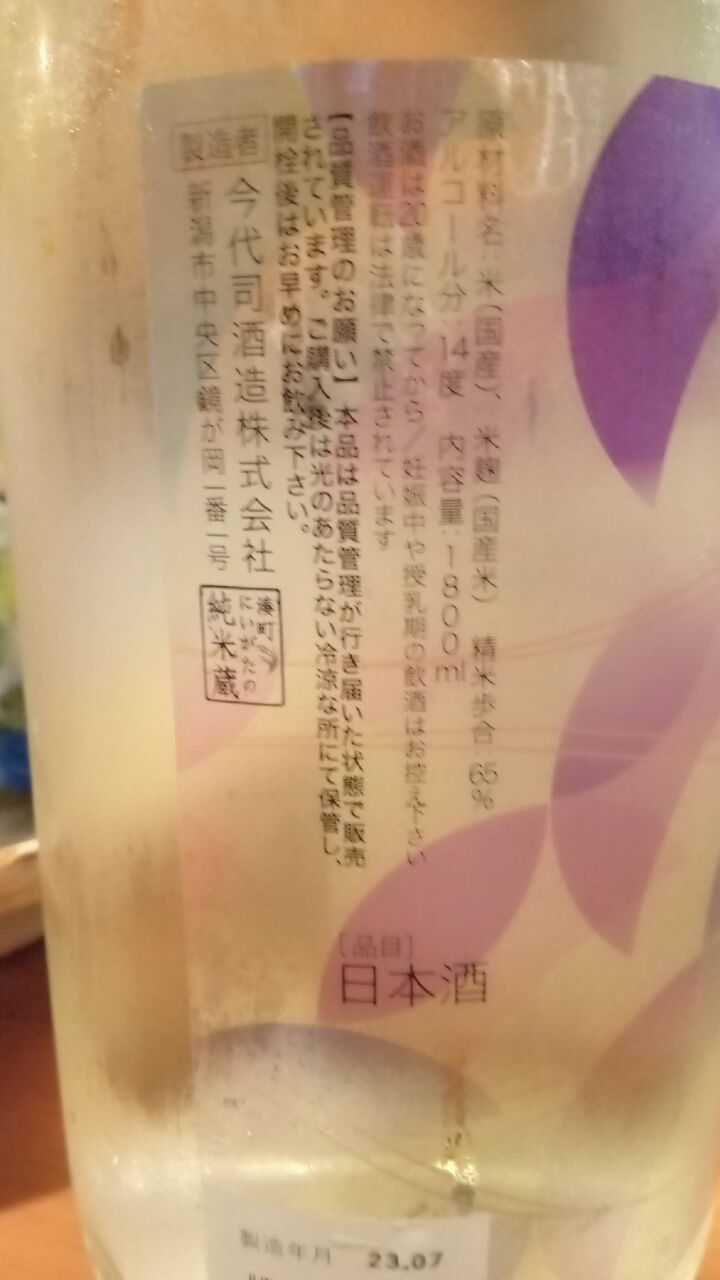 原材料名：米（国産）、米麹（国産米）　精米歩合：65％
アルコール分：14度　内容量：1800ml
お酒は20歳になってから／妊娠中や授乳期の飲酒はお控え下さい
飲酒運転は法律で禁止されています
【品質管理のお願い】本品は品質管理が行き届いた状態で販売
されています。ご購入後は光のあたらない冷涼な所にて保管し、
開栓後はお早めにお飲み下さい。
製造者　今代司酒造株式会社
新潟市中央区鏡が岡一番一号
湊町
にいがたの
純米蔵
［品目］
日本酒
製造年月　23.07